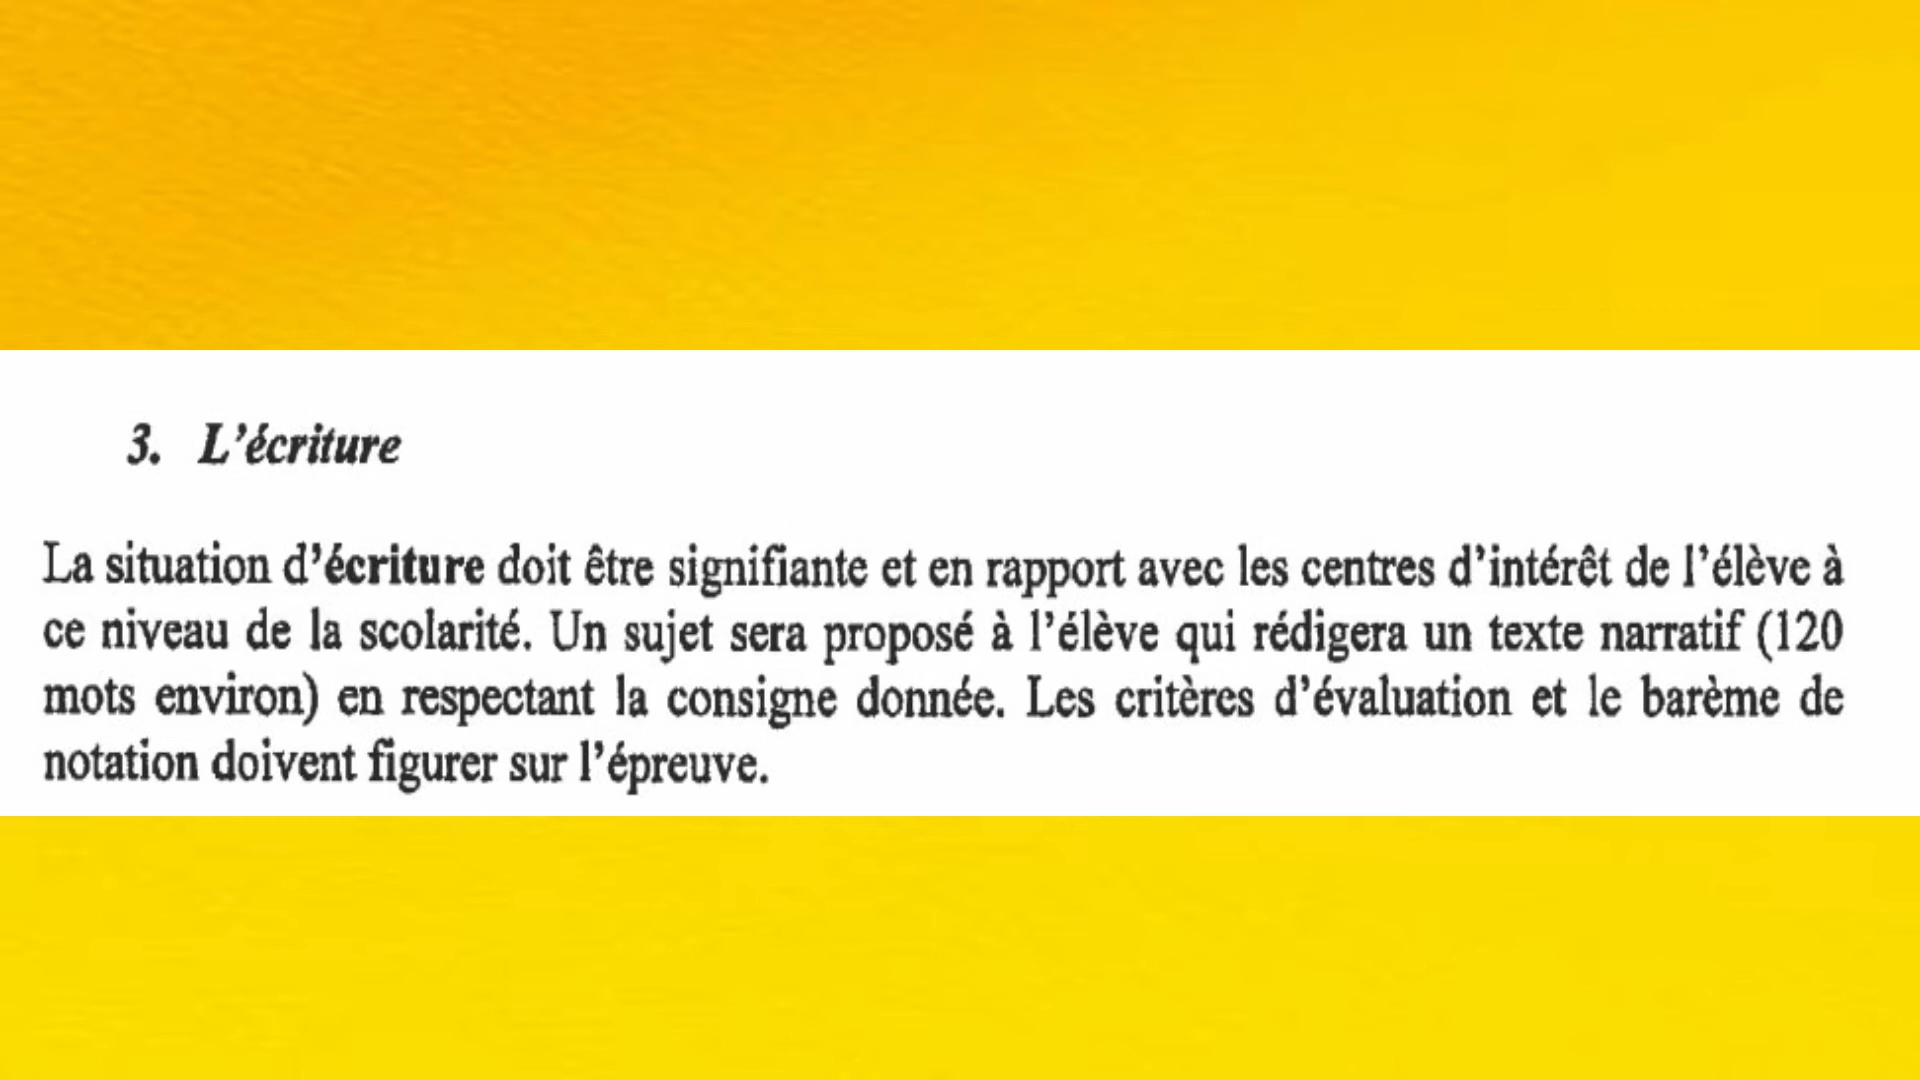 3. L'écriture
La situation d'écriture doit être signifiante et en rapport avec les centres d'intérêt de l'élève à
ce niveau de la scolarité. Un sujet sera proposé à l'élève qui rédigera un texte narratif (120
mots environ) en respectant la consigne donnée. Les critères d'évaluation et le barème de
notation doivent figurer sur l'épreuve.